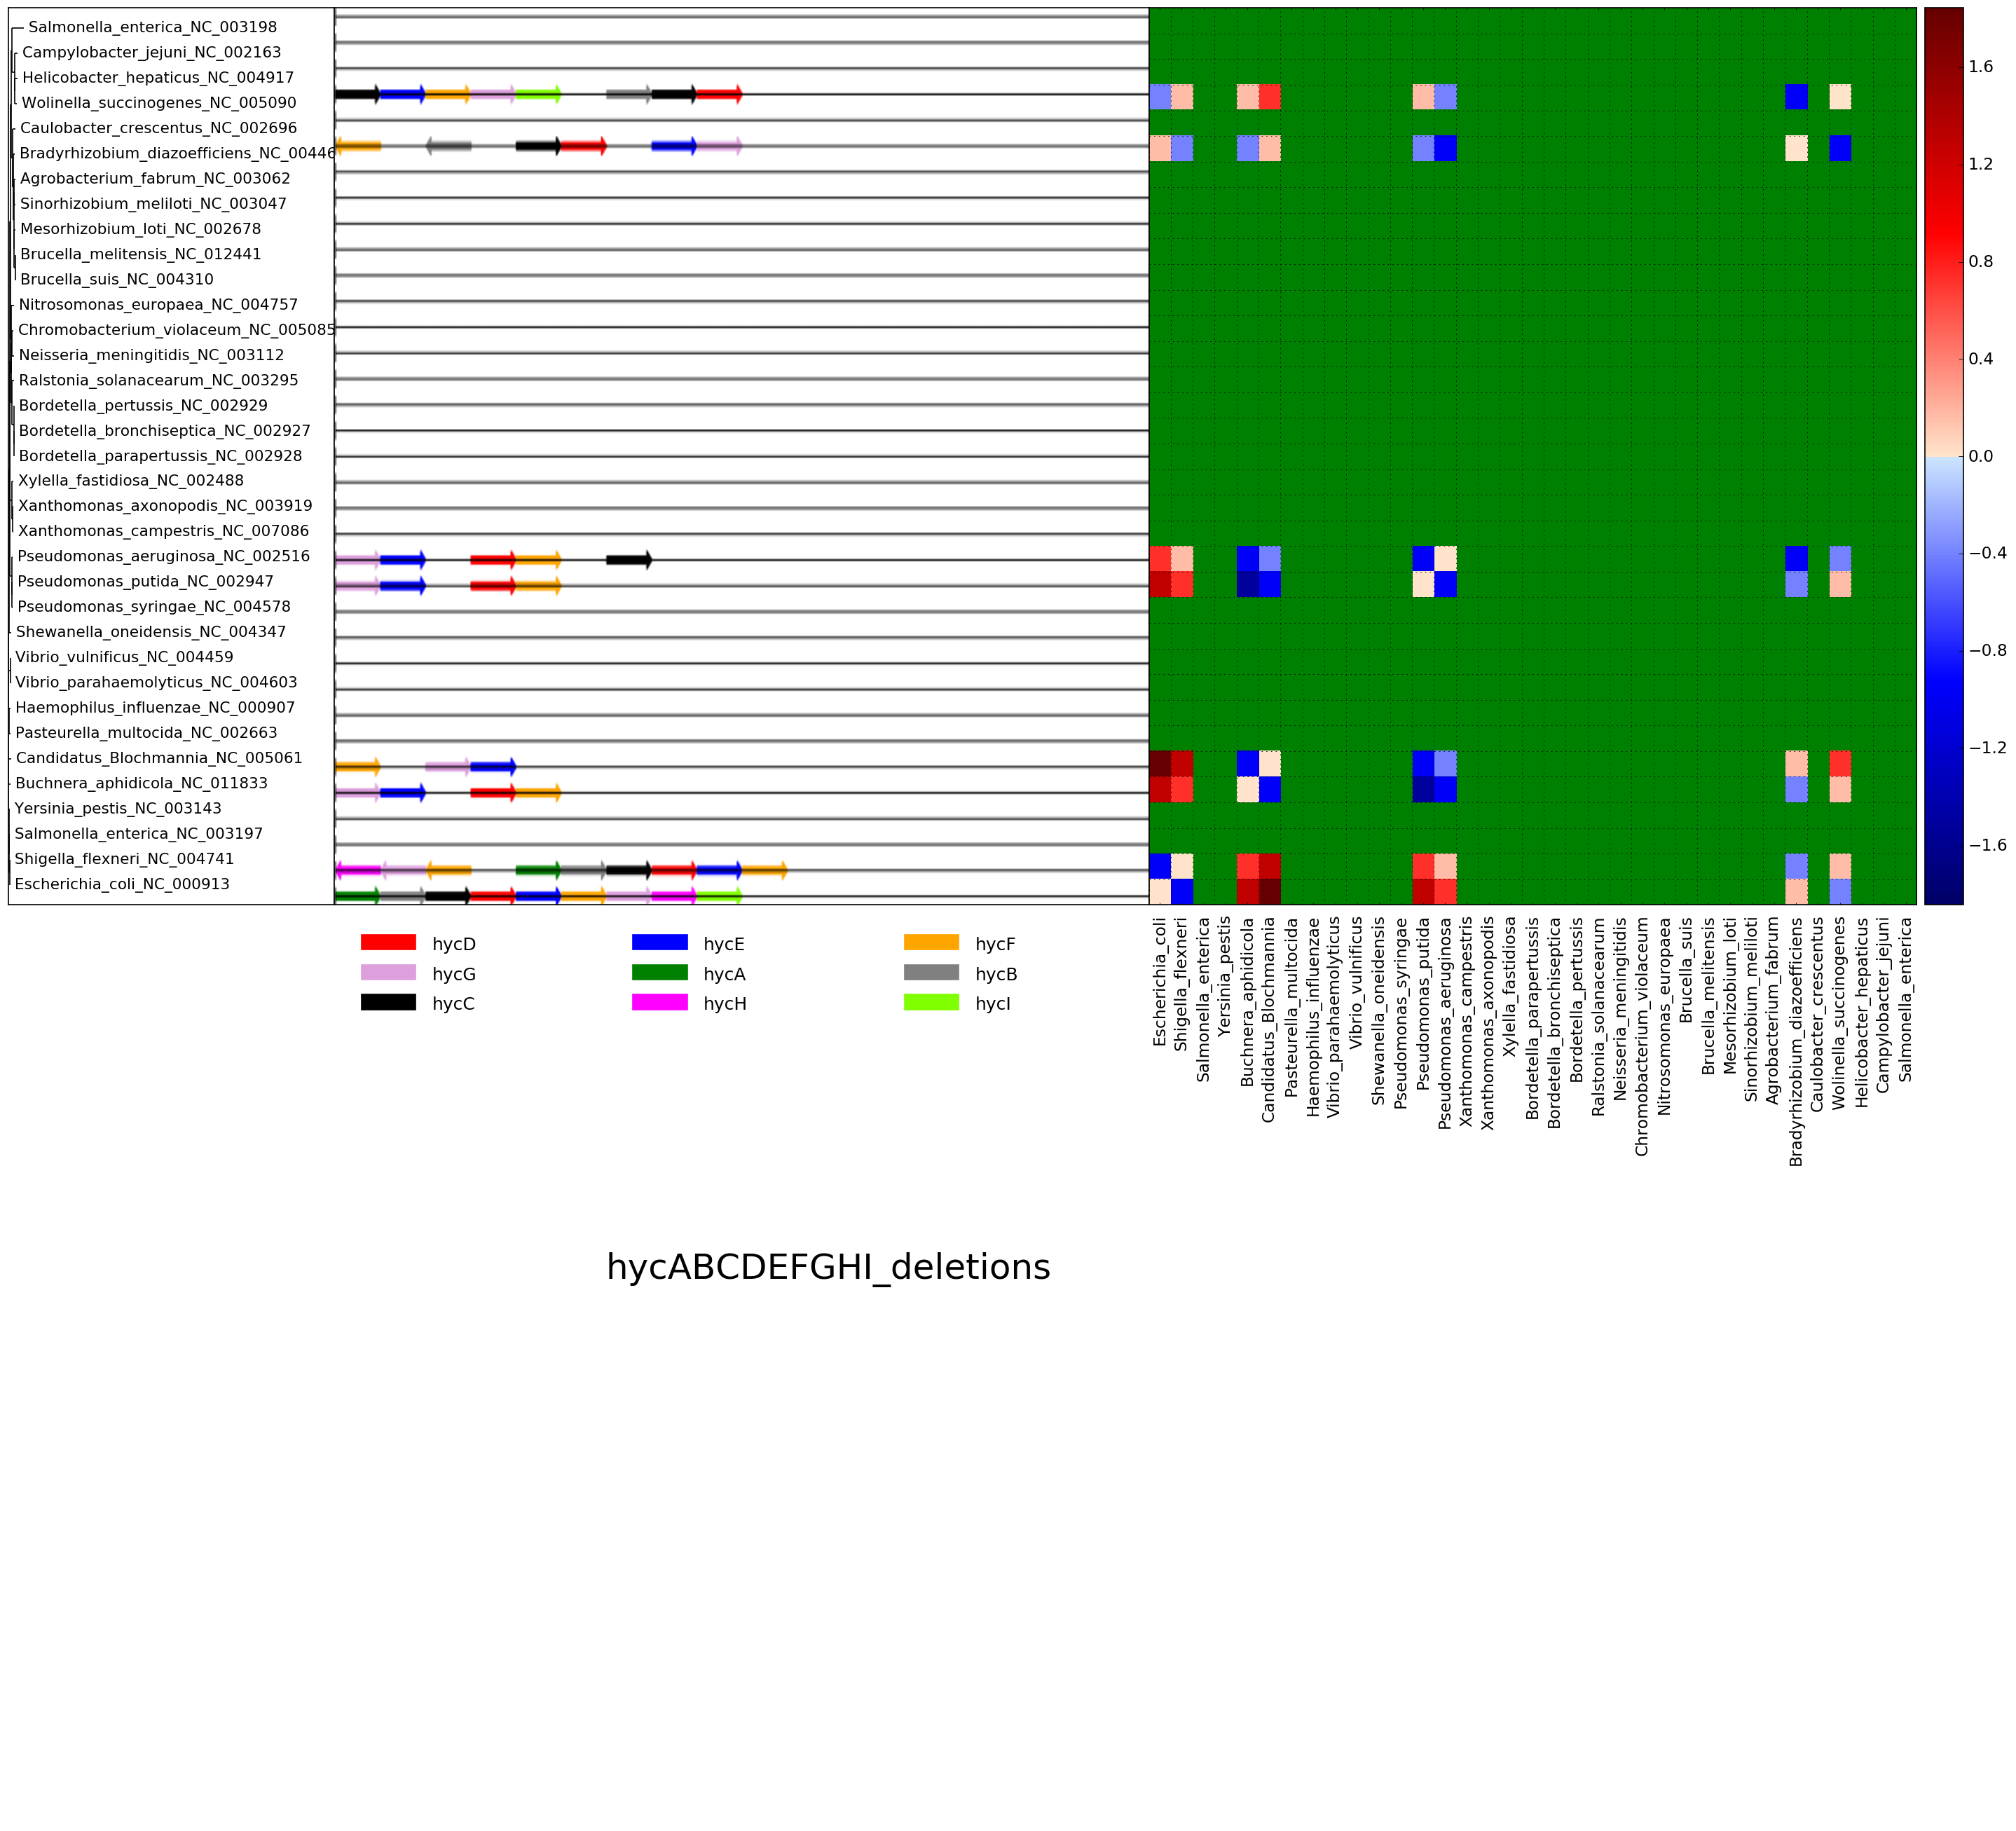 Salmonella_enterica_NC_003198
Campylobacter_jejuni_NC_002163
Helicobacter_hepaticus_NC_004917
Wolinella_succinogenes_NC_005090
Caulobacter_crescentus_NC_002696
Bradyrhizobium_diazoefficiens_NC_00446
Agrobacterium_fabrum_NC_003062
Sinorhizobium_meliloti_NC_003047
Mesorhizobium_loti_NC_002678
Brucella_melitensis_NC_012441
Brucella_suis_NC_004310
Nitrosomonas_europaea_NC_004757
Chromobacterium_violaceum_NC_005085
Neisseria_meningitidis_NC_003112
Ralstonia_solanacearum_NC_003295
Bordetella_pertussis_NC_002929
Bordetella_bronchiseptica_NC_002927
Bordetella_parapertussis_NC_002928
Xylella_fastidiosa_NC_002488
Xanthomonas_axonopodis_NC_003919
Xanthomonas_campestris_NC_007086
Pseudomonas_aeruginosa_NC_002516
Pseudomonas_putida_NC_002947
Pseudomonas_syringae_NC_004578
Shewanella_oneidensis_NC_004347
Vibrio_vulnificus_NC_004459
Vibrio_parahaemolyticus_NC_004603
Haemophilus_influenzae_NC_000907
Pasteurella_multocida_NC_002663
Candidatus_Blochmannia_NC_005061
Buchnera_aphidicola_NC_011833
Yersinia_pestis_NC_003143
Salmonella_enterica_NC_003197
Shigella_flexneri_NC_004741
Escherichia_coli_NC_000913
1.6
1.2
0.8
0.4
0.0
−0.4
−0.8
−1.2
−1.6
Escherichia_coli
Shigella_flexneri
Salmonella_enterica
Yersinia_pestis
Buchnera_aphidicola
Candidatus_Blochmannia
Pasteurella_multocida
Haemophilus_influenzae
Vibrio_parahaemolyticus
Vibrio_vulnificus
Shewanella_oneidensis
Pseudomonas_syringae
Pseudomonas_putida
Pseudomonas_aeruginosa
Xanthomonas_campestris
Xanthomonas_axonopodis
Xylella_fastidiosa
Bordetella_parapertussis
Bordetella_bronchiseptica
Bordetella_pertussis
Ralstonia_solanacearum
Neisseria_meningitidis
Chromobacterium_violaceum
Nitrosomonas_europaea
Brucella_suis
Brucella_melitensis
Mesorhizobium_loti
Sinorhizobium_meliloti
Agrobacterium_fabrum
Bradyrhizobium_diazoefficiens
Caulobacter_crescentus
Wolinella_succinogenes
Helicobacter_hepaticus
Campylobacter_jejuni
Salmonella_enterica
hycD hycE hycF
hycG hycA hycB
hycC hycH hycI
hycABCDEFGHI_deletions